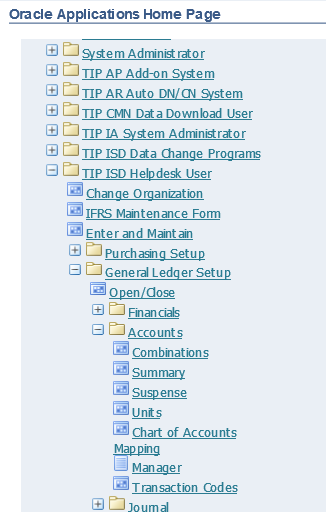 Oracle Applications Home Page
System Administrator
TIP AP Add-on System
TIP AR Auto DN/CN System
TIP CMN Data Download User
TIP IA System Administrator
TIP ISD Data Change Programs
TIP ISD Helpdesk User
Change Organization
IFRS Maintenance Form
Enter and Maintain
Purchasing Setup
General Ledger Setup
Open/Close
Financials
Accounts
Combinations
Summary
Suspense
Units
Chart of Accounts
Mapping
Manager
Transaction Codes
Journal